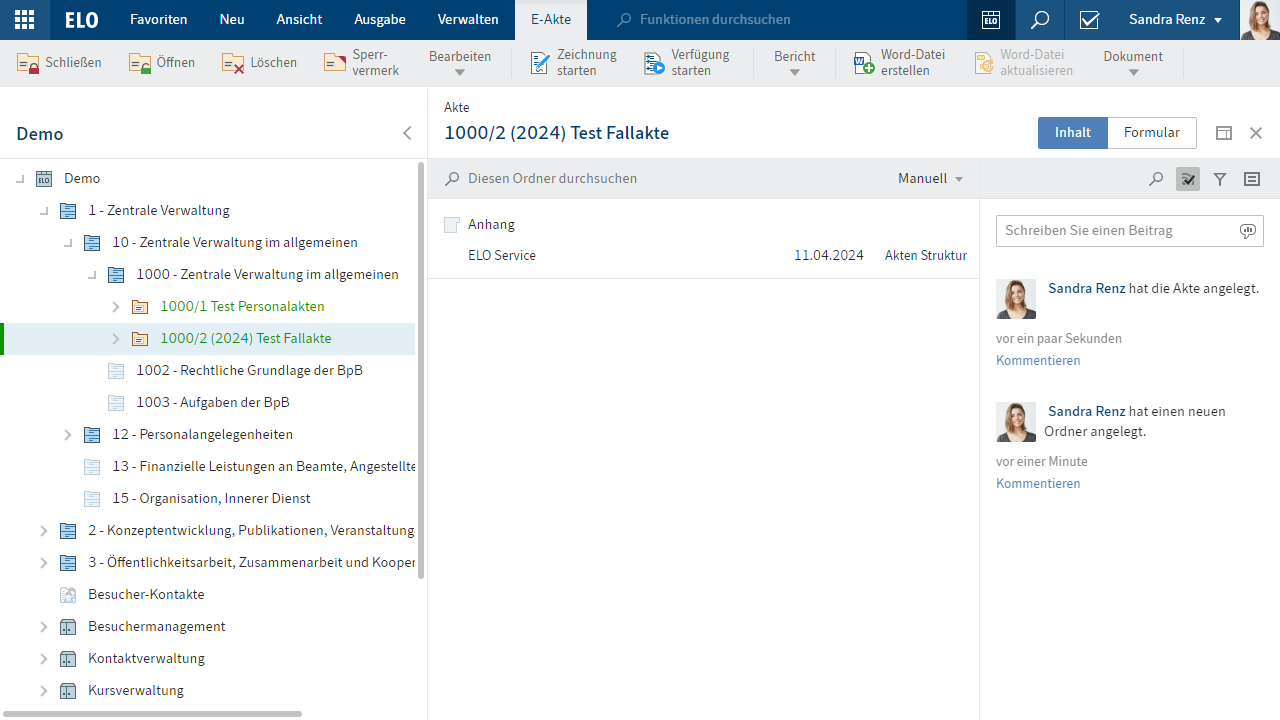 ELO Favoriten Neu Ansicht Ausgabe Verwalten E-Akte Funktionen durchsuchen ELO Sandra Renz
Schließen Öffnen Löschen Sperr-
vermerk Bearbeiten Zeichnung
starten Verfügung
starten Bericht Word-Datei
erstellen Word-Datei
aktualisieren Dokument
Demo
ELO Demo
1 - Zentrale Verwaltung
10 - Zentrale Verwaltung im allgemeinen
1000 - Zentrale Verwaltung im allgemeinen
1000/1 Test Personalakten
1000/2 (2024) Test Fallakte
1002 - Rechtliche Grundlage der BpB
1003 - Aufgaben der BpB
12 - Personalangelegenheiten
13 - Finanzielle Leistungen an Beamte, Angestellte
15 - Organisation, Innerer Dienst
2 - Konzeptentwicklung, Publikationen, Veranstaltung
3 - Öffentlichkeitsarbeit, Zusammenarbeit und Kooper
Besucher-Kontakte
Besuchermanagement
Kontaktverwaltung
Kursverwaltung
Akte
1000/2 (2024) Test Fallakte
Inhalt Formular
Diesen Ordner durchsuchen Manuell
Anhang
ELO Service 11.04.2024 Akten Struktur
Schreiben Sie einen Beitrag
Sandra Renz hat die Akte angelegt.
vor ein paar Sekunden
Kommentieren
Sandra Renz hat einen neuen
Ordner angelegt.
vor einer Minute
Kommentieren